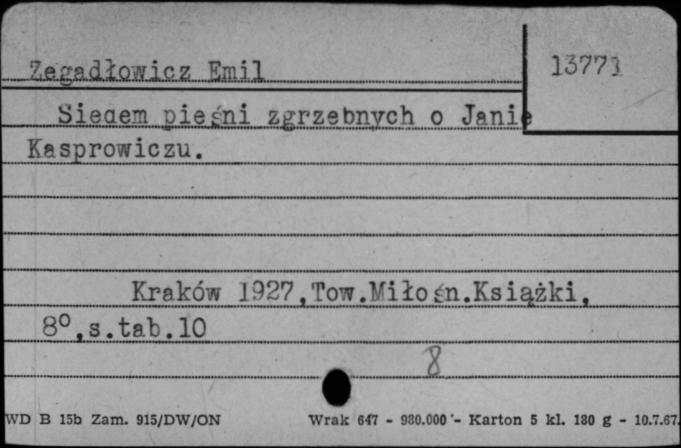 Zegadłowicz Emil 13771
Siedem pieśni zgrzebnych o Janie
Kasprowiczu.
Kraków 1927,Tow.Miłośn.Książki,
8°,s.tab.10
8
WD B 15b Zam. 915/DW/ON Wrak 647 - 980.000 - Karton 5 kl. 180 g - 10.7.67.